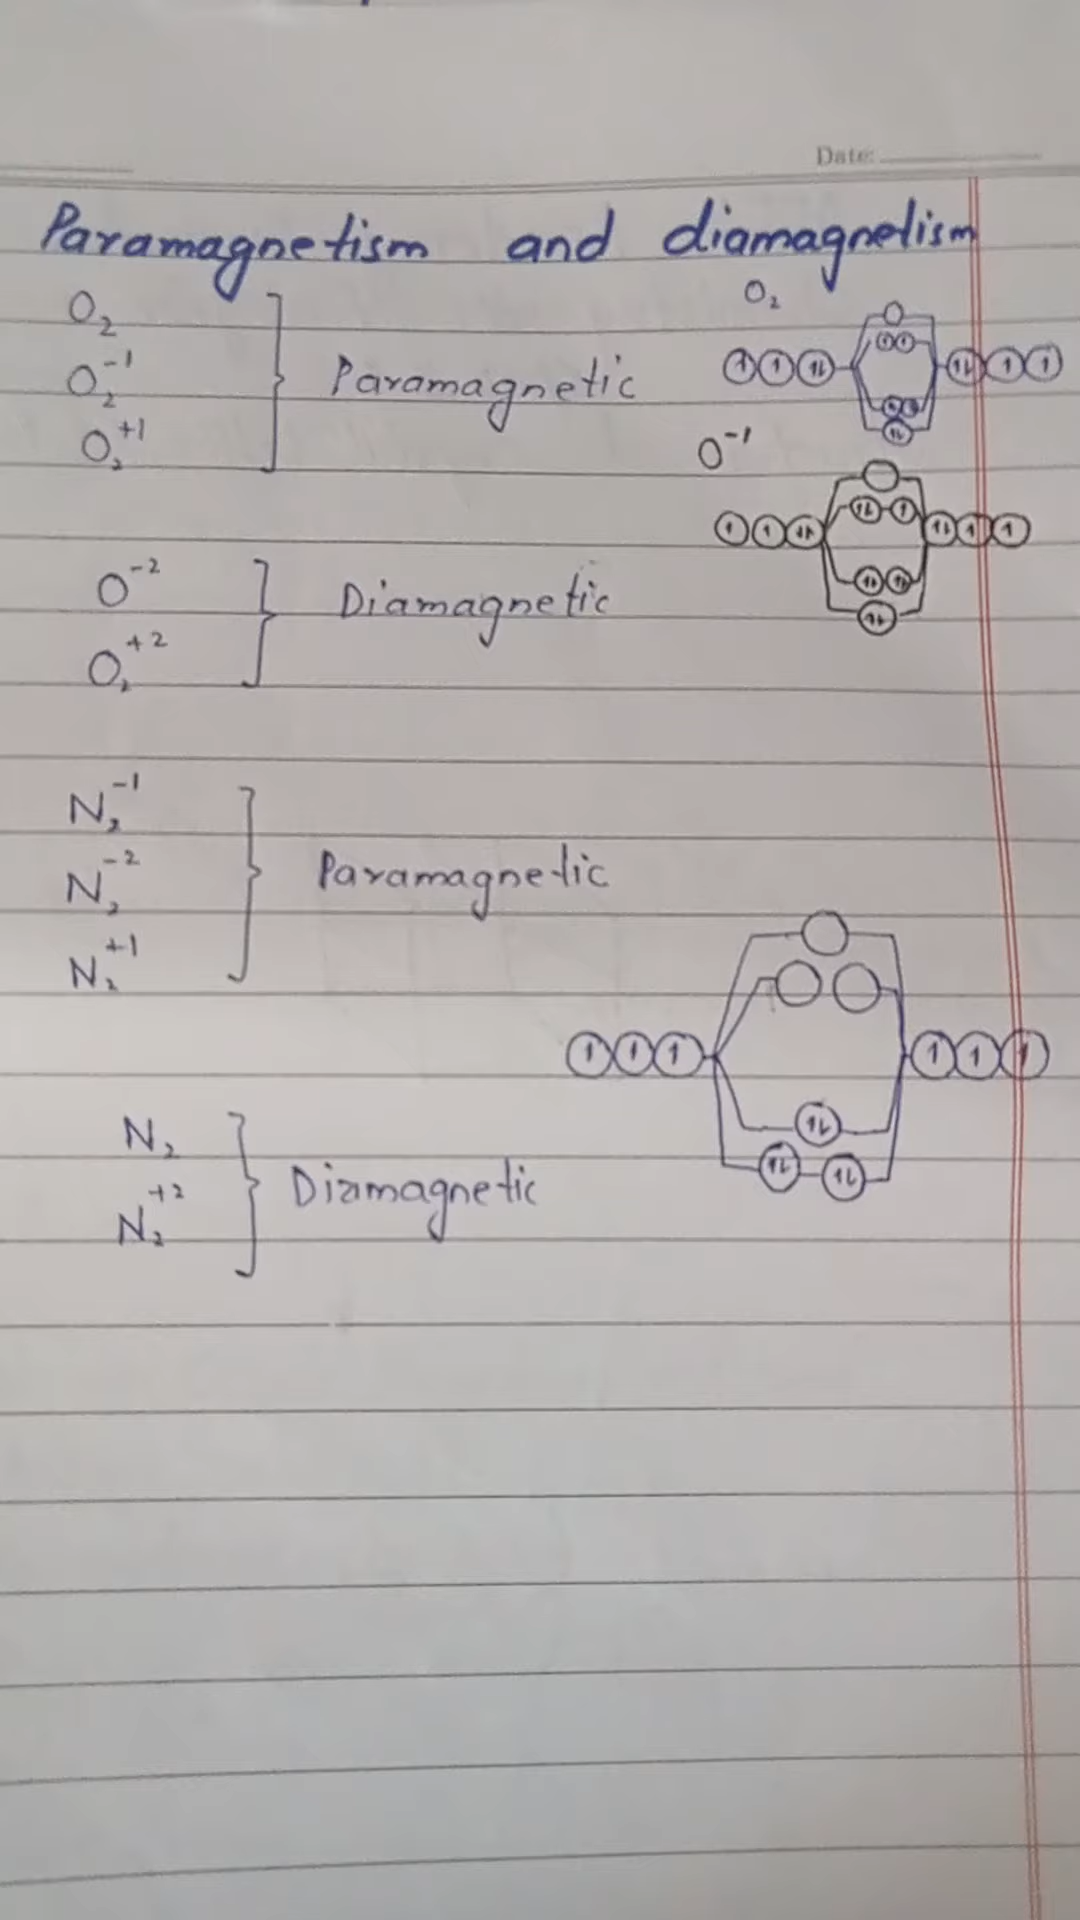 Date:
Paramagnetism and diamagnetism
O₂
O₂⁻¹ Paramagnetic
O₂⁺¹
O₂
O⁻¹
O⁻² Diamagnetic
O₂⁺²
N₂⁻¹
N₂⁻² Paramagnetic
N₂⁺¹
N₂ Diamagnetic
N₂⁺²